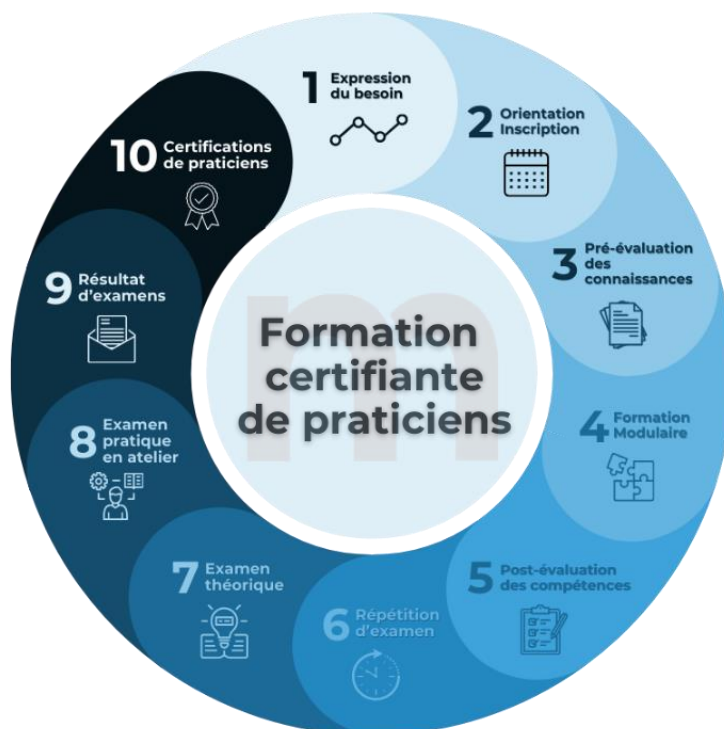 Formation
certifiante
de praticiens
1 Expression
du besoin
2 Orientation
Inscription
3 Pré-évaluation
des
connaissances
4 Formation
Modulaire
5 Post-évaluation
des compétences
6 Répétition
d'examen
7 Examen
théorique
8 Examen
pratique
en atelier
9 Résultat
d'examens
10 Certifications
de praticiens
m